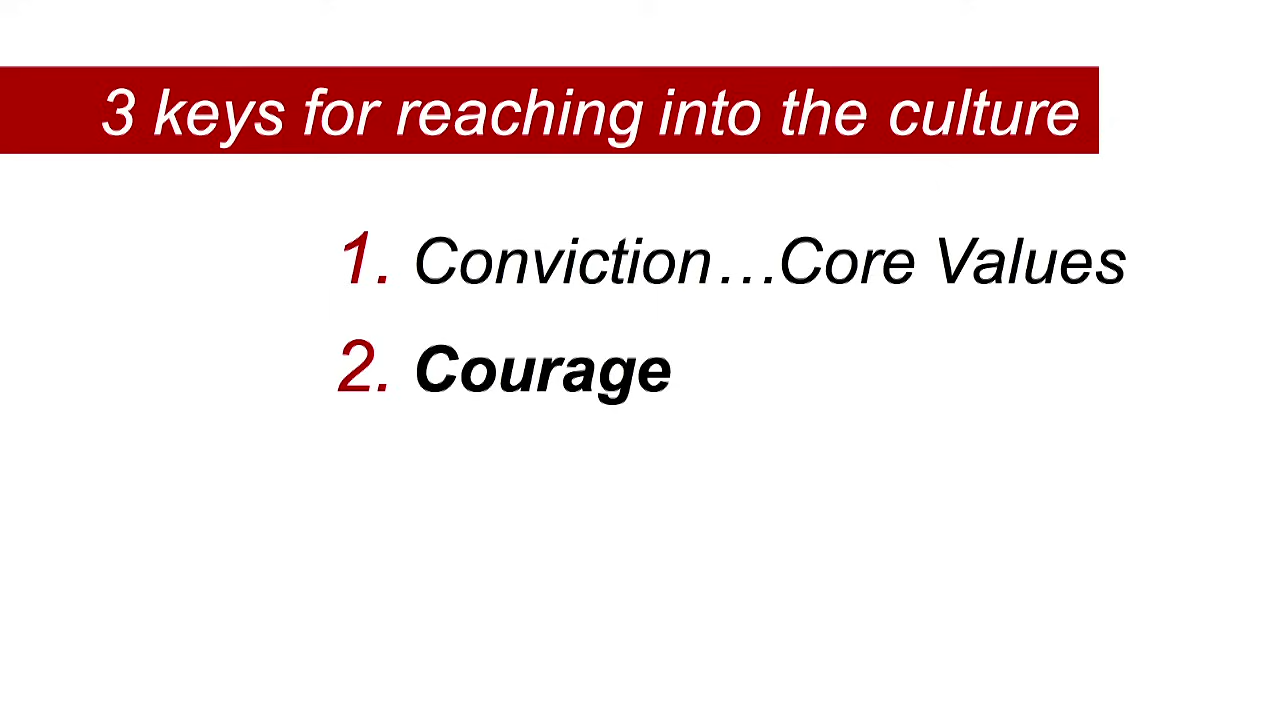 3 keys for reaching into the culture
1. Conviction…Core Values
2. Courage